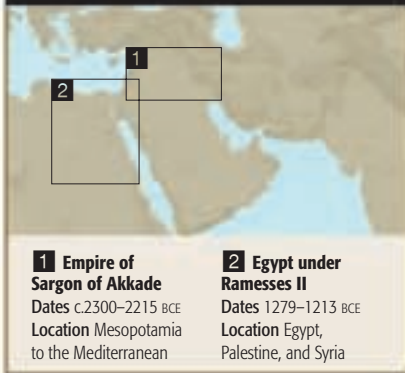 1
2
1 Empire of
Sargon of Akkade
Dates c.2300–2215 BCE
Location Mesopotamia
to the Mediterranean
2 Egypt under
Ramesses II
Dates 1279–1213 BCE
Location Egypt,
Palestine, and Syria